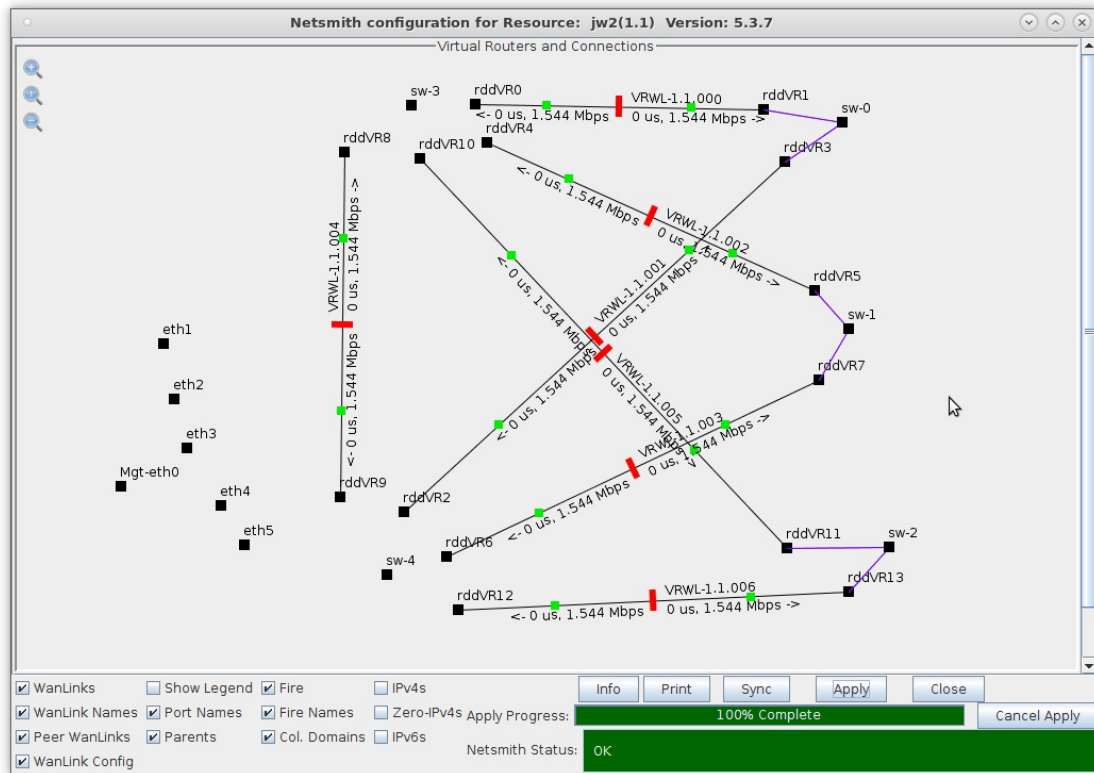 Netsmith configuration for Resource: jw2(1.1) Version: 5.3.7
Virtual Routers and Connections
sw-3
rddVR0
VRWL-1.1.000
rddVR1
sw-0
<- 0 us, 1.544 Mbps
0 us, 1.544 Mbps ->
rddVR4
rddVR8
rddVR10
rddVR3
<- 0 us, 1.544 Mbps
VRWL-1.1.002
0 us, 1.544 Mbps ->
VRWL-1.1.004
0 us, 1.544 Mbps ->
<- 0 us, 1.544 Mbps
VRWL-1.1.001
0 us, 1.544 Mbps ->
<- 0 us, 1.544 Mbps
rddVR5
sw-1
eth1
rddVR7
<- 0 us, 1.544 Mbps
VRWL-1.1.005
0 us, 1.544 Mbps ->
eth2
VRWL-1.1.003
0 us, 1.544 Mbps ->
<- 0 us, 1.544 Mbps
eth3
Mgt-eth0
rddVR9
rddVR2
eth4
eth5
rddVR6
rddVR11
sw-2
sw-4
rddVR13
rddVR12
VRWL-1.1.006
<- 0 us, 1.544 Mbps
0 us, 1.544 Mbps ->
WanLinks
Show Legend
Fire
IPv4s
Info
Print
Sync
Apply
Close
WanLink Names
Port Names
Fire Names
Zero-IPv4s
Apply Progress:
100% Complete
Cancel Apply
Peer WanLinks
Parents
Col. Domains
IPv6s
Netsmith Status:
OK
WanLink Config